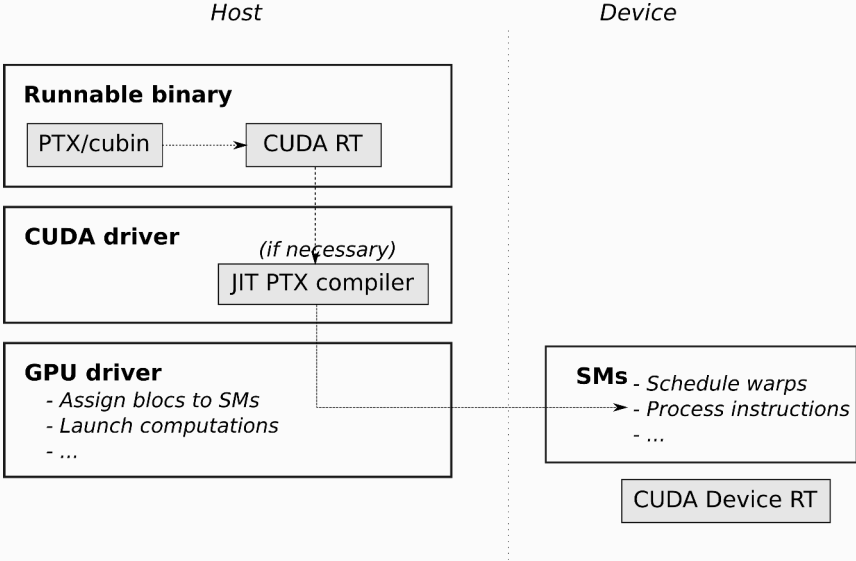 Host
Device
Runnable binary
PTX/cubin
CUDA RT
CUDA driver
(if necessary)
JIT PTX compiler
GPU driver
- Assign blocs to SMs
- Launch computations
- ...
SMs
- Schedule warps
- Process instructions
- ...
CUDA Device RT